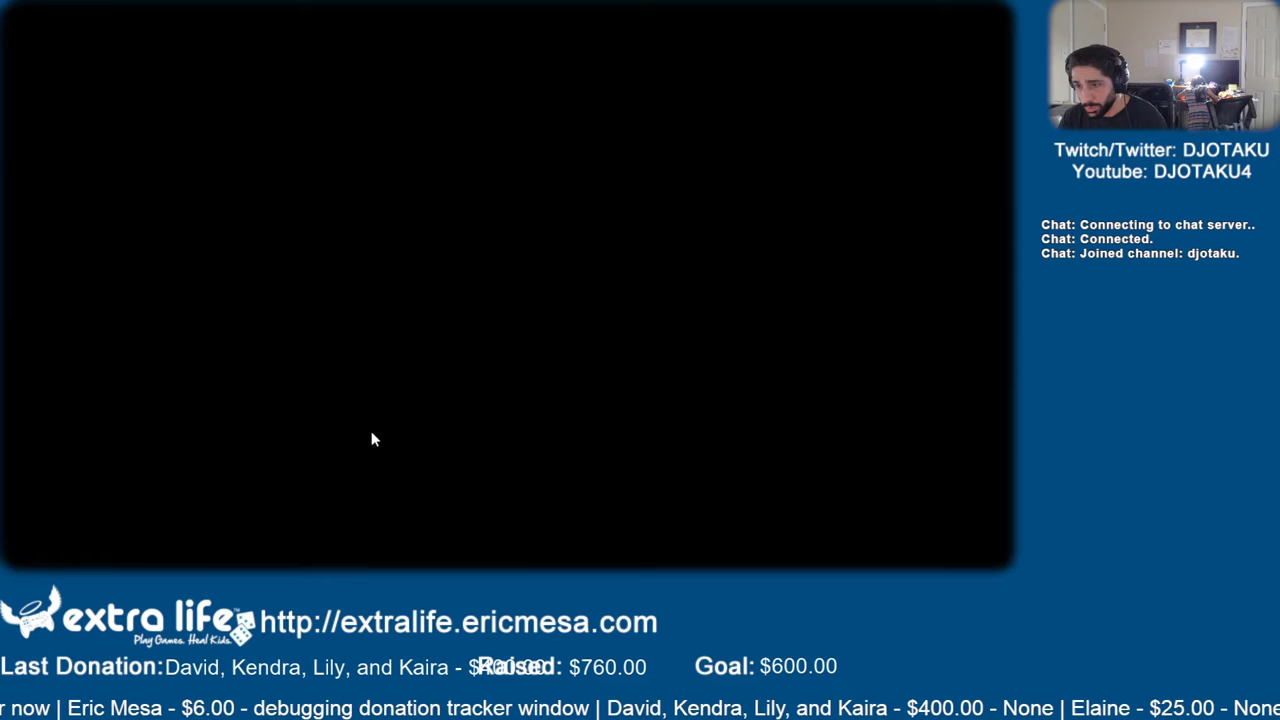 Twitch/Twitter: DJOTAKU
Youtube: DJOTAKU4
Chat: Connecting to chat server..
Chat: Connected.
Chat: Joined channel: djotaku.
extra life
Play Games. Heal Kids.
http://extralife.ericmesa.com
Last Donation: David, Kendra, Lily, and Kaira - $400.00 Raised: $760.00 Goal: $600.00
r now | Eric Mesa - $6.00 - debugging donation tracker window | David, Kendra, Lily, and Kaira - $400.00 - None | Elaine - $25.00 - None